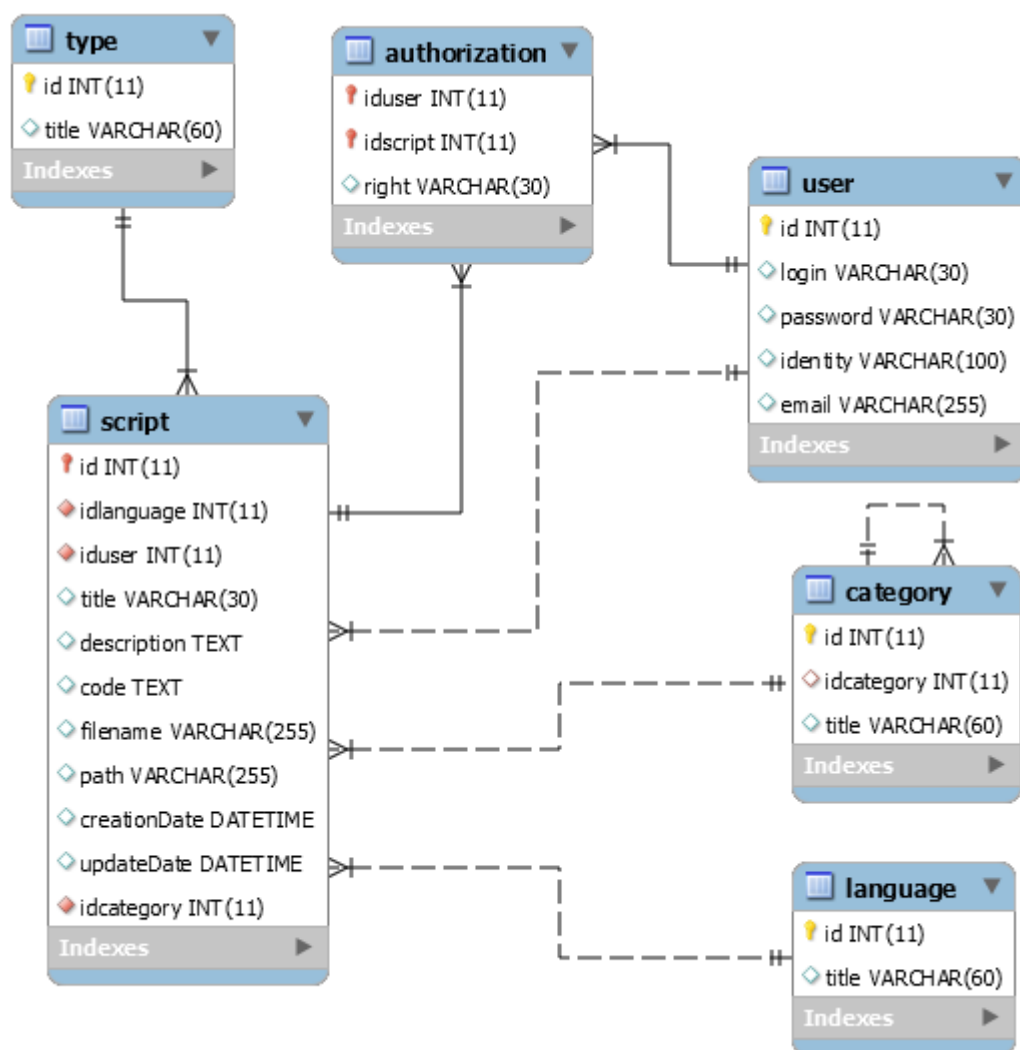 type
id INT(11)
title VARCHAR(60)
Indexes
authorization
iduser INT(11)
idscript INT(11)
right VARCHAR(30)
Indexes
user
id INT(11)
login VARCHAR(30)
password VARCHAR(30)
identity VARCHAR(100)
email VARCHAR(255)
Indexes
script
id INT(11)
idlanguage INT(11)
iduser INT(11)
title VARCHAR(30)
description TEXT
code TEXT
filename VARCHAR(255)
path VARCHAR(255)
creationDate DATETIME
updateDate DATETIME
idcategory INT(11)
Indexes
category
id INT(11)
idcategory INT(11)
title VARCHAR(60)
Indexes
language
id INT(11)
title VARCHAR(60)
Indexes